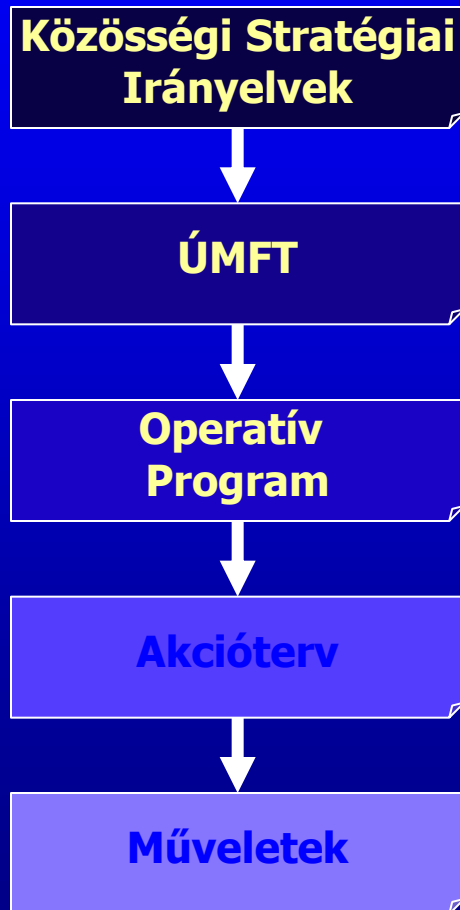 Közösségi Stratégiai
Irányelvek
ÚMFT
Operatív
Program
Akcióterv
Műveletek